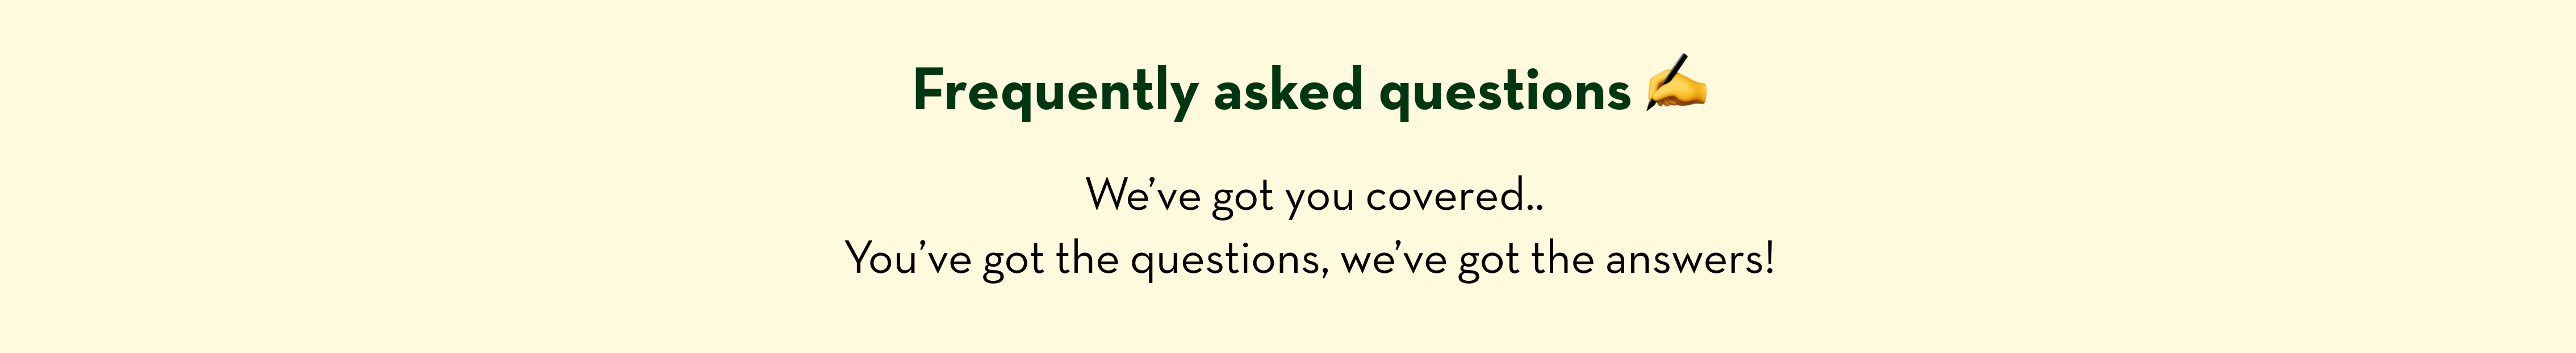 Frequently asked questions ✍️
We’ve got you covered..
You’ve got the questions, we’ve got the answers!